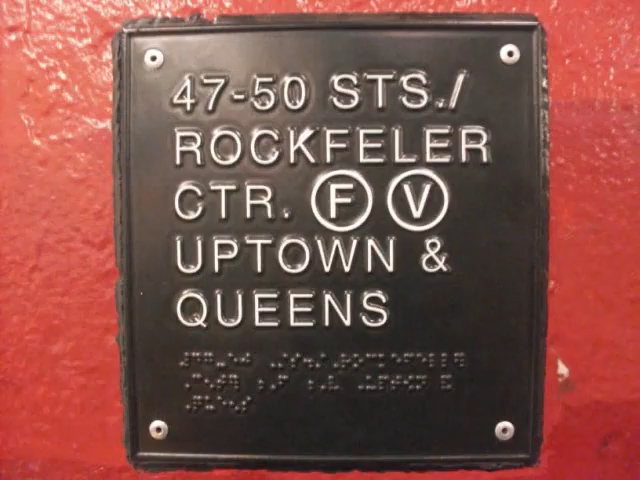 47-50 STS./
ROCKFELER
CTR. F V
UPTOWN &
QUEENS